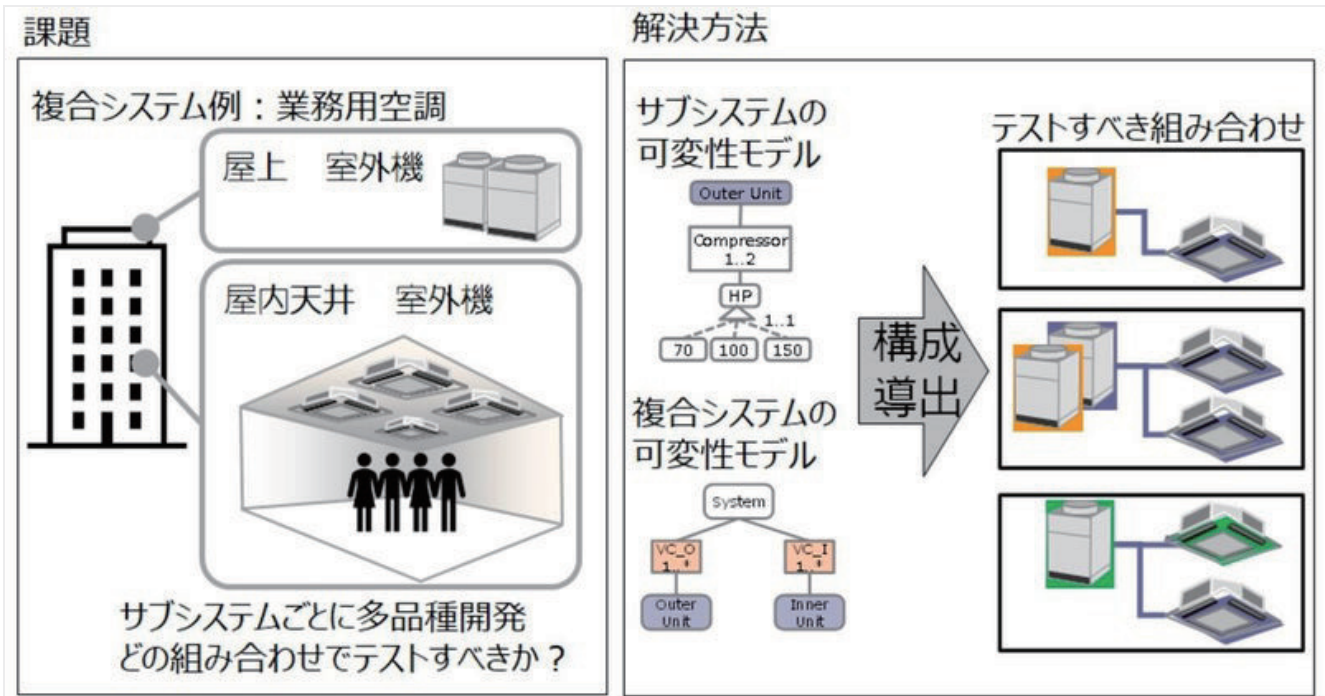 課題
複合システム例：業務用空調
屋上 室外機
屋内天井 室外機
サブシステムごとに多品種開発
どの組み合わせでテストすべきか？
解決方法
サブシステムの
可変性モデル
Outer Unit
Compressor
1..2
HP
1..1
70 100 150
複合システムの
可変性モデル
System
VC_O
1..*
VC_I
1..*
Outer
Unit
Inner
Unit
構成
導出
テストすべき組み合わせ